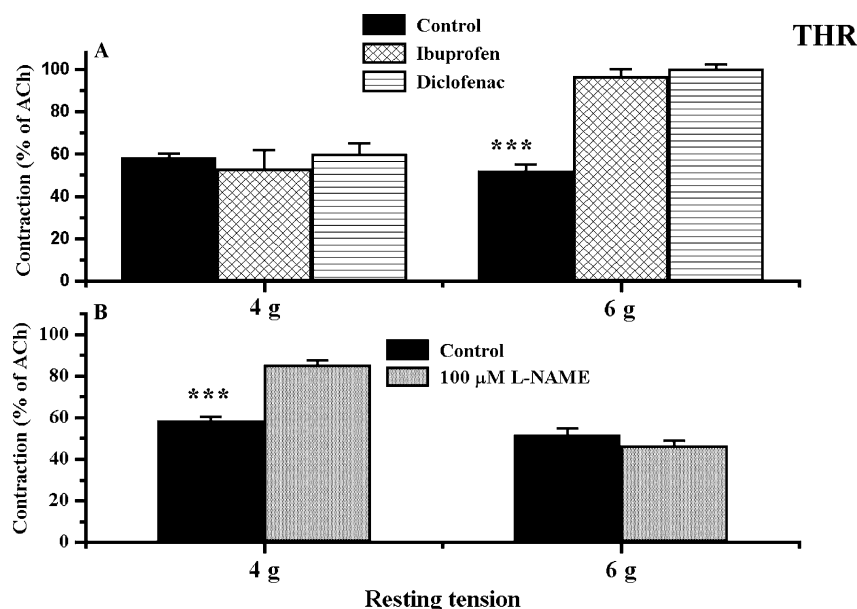 THR
A
Control
Ibuprofen
Diclofenac
Contraction (% of ACh)
100
80
60
40
20
0
***
4 g
6 g
B
Control
100 µM L-NAME
Contraction (% of ACh)
100
80
60
40
20
0
***
4 g
6 g
Resting tension